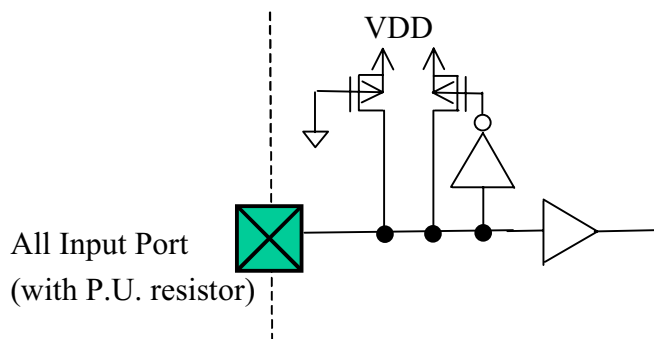 VDD
All Input Port
(with P.U. resistor)